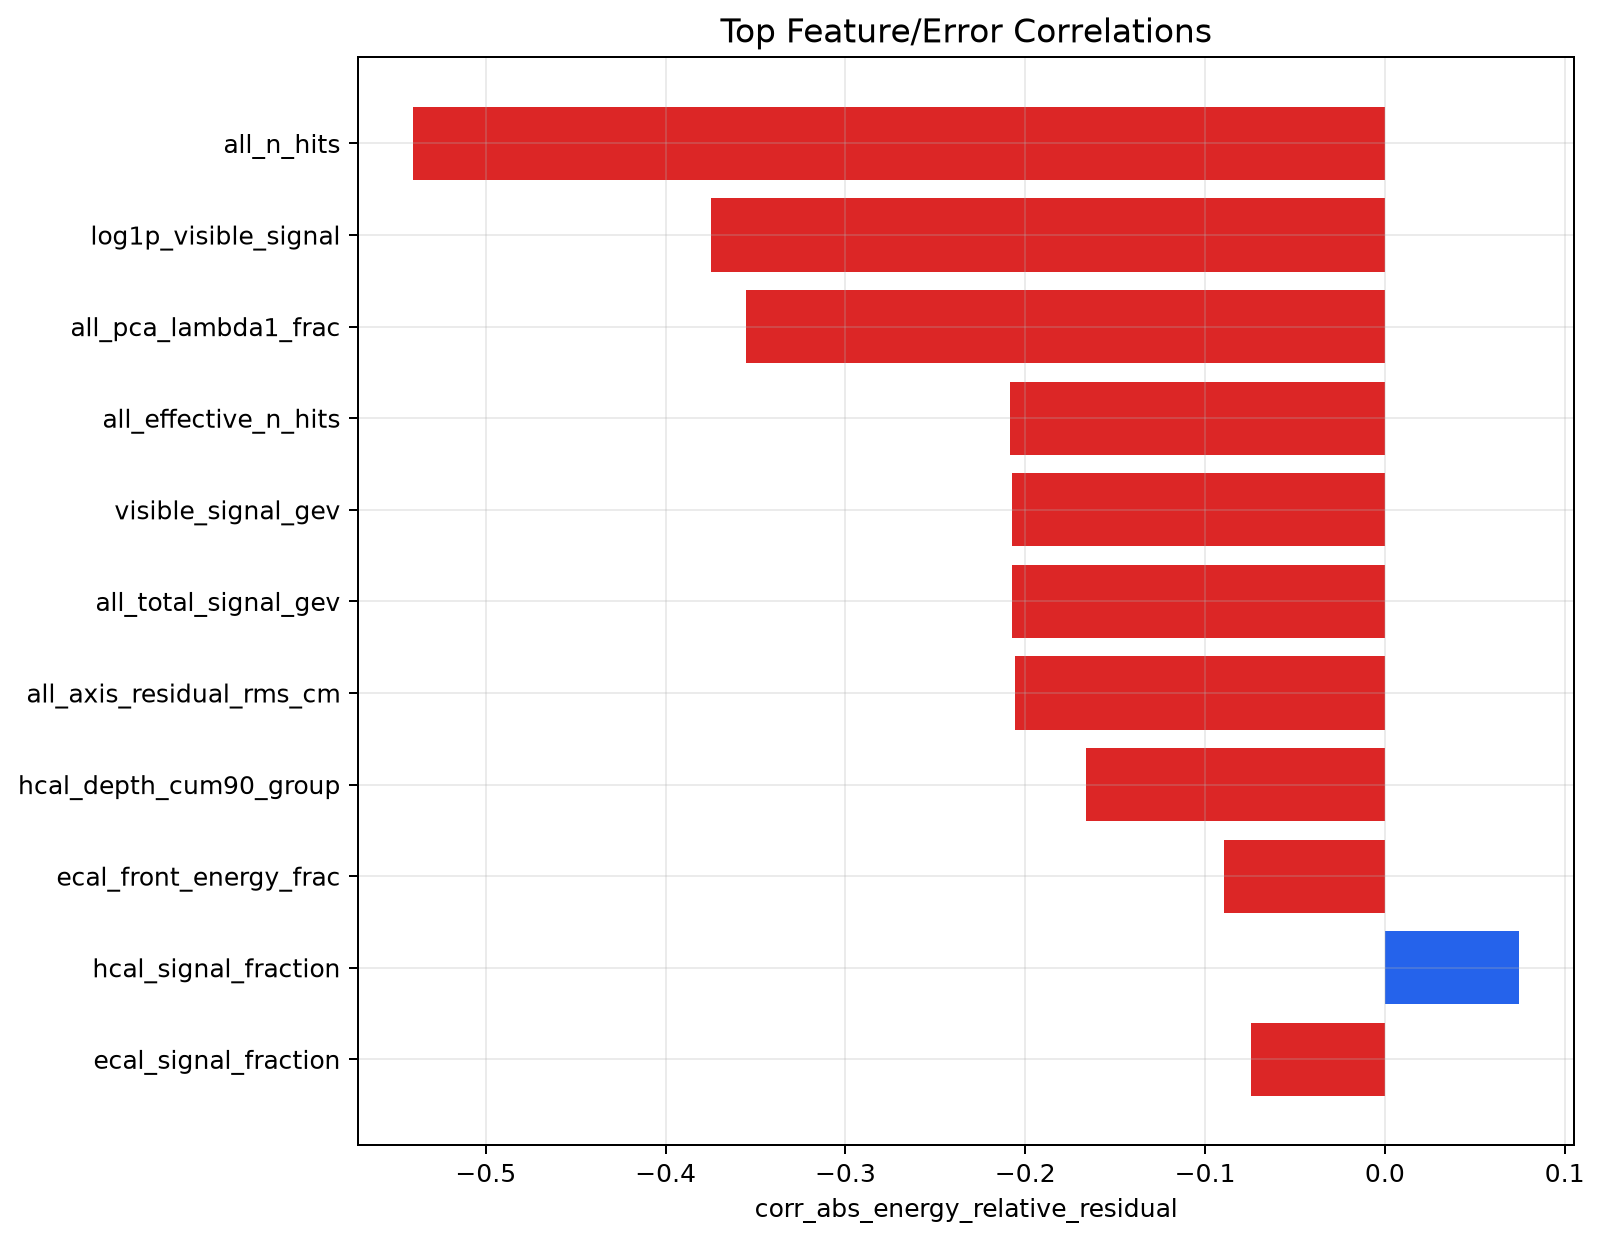 Top Feature/Error Correlations
all_n_hits
log1p_visible_signal
all_pca_lambda1_frac
all_effective_n_hits
visible_signal_gev
all_total_signal_gev
all_axis_residual_rms_cm
hcal_depth_cum90_group
ecal_front_energy_frac
hcal_signal_fraction
ecal_signal_fraction
−0.5 −0.4 −0.3 −0.2 −0.1 0.0 0.1
corr_abs_energy_relative_residual